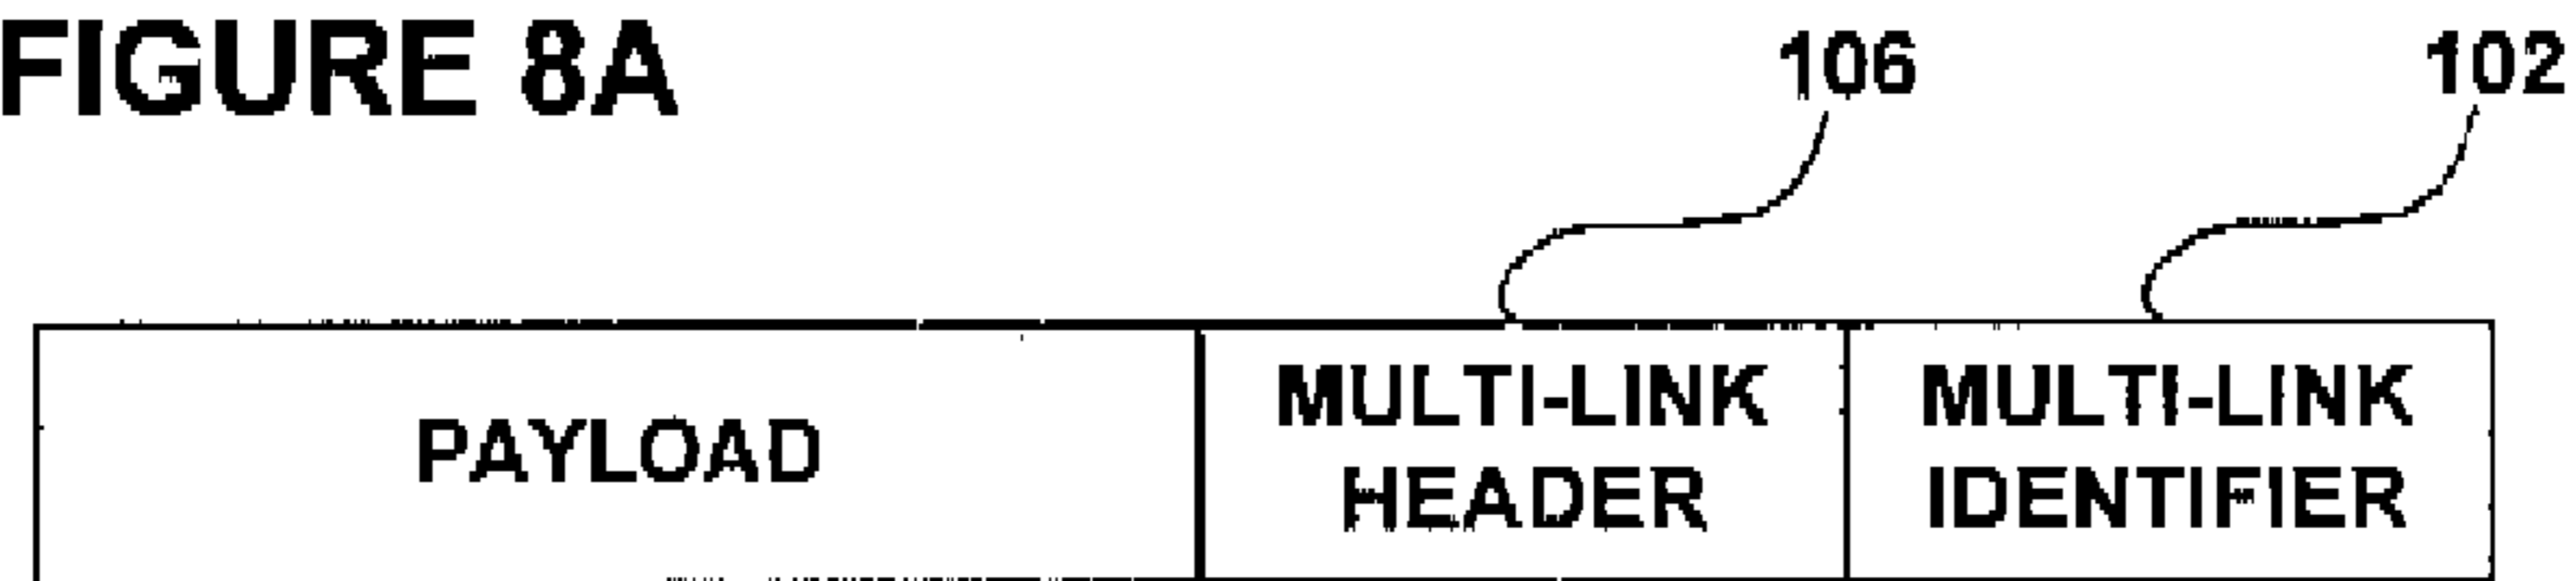 FIGURE 8A
106 102
PAYLOAD
MULTI-LINK
HEADER
MULTI-LINK
IDENTIFIER